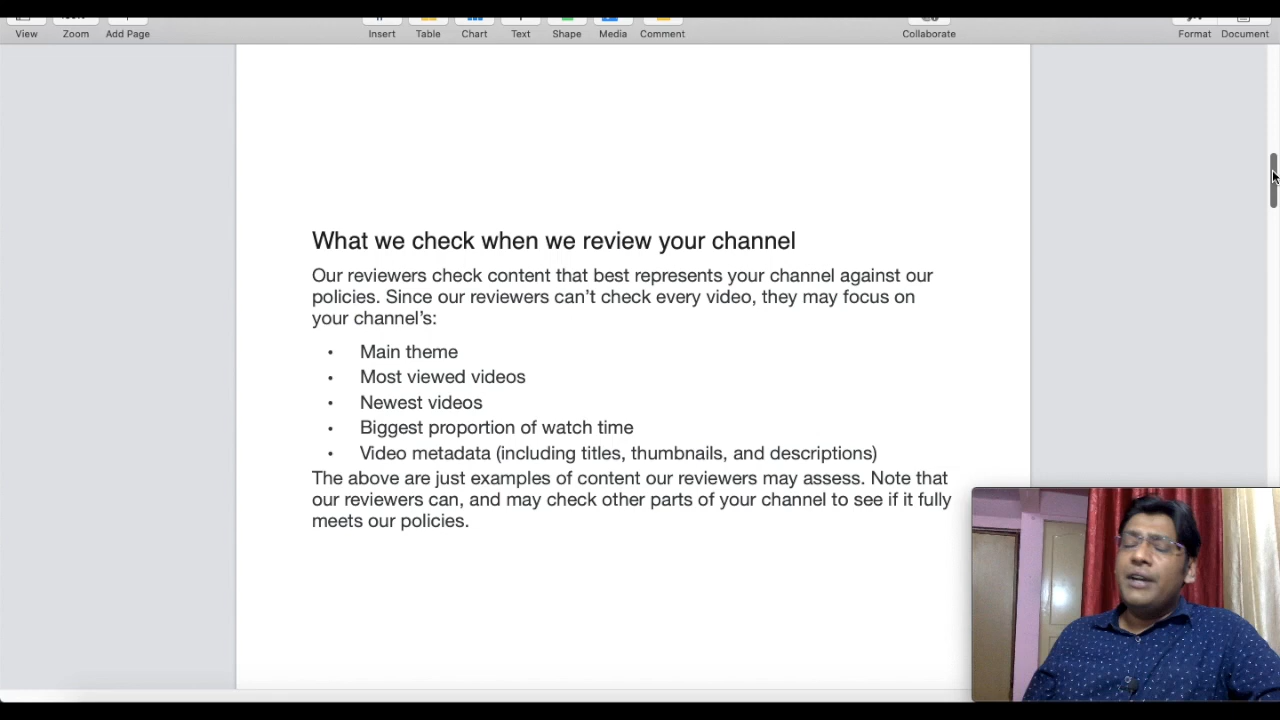 View Zoom Add Page Insert Table Chart Text Shape Media Comment Collaborate Format Document
What we check when we review your channel
Our reviewers check content that best represents your channel against our
policies. Since our reviewers can’t check every video, they may focus on
your channel’s:
• Main theme
• Most viewed videos
• Newest videos
• Biggest proportion of watch time
• Video metadata (including titles, thumbnails, and descriptions)
The above are just examples of content our reviewers may assess. Note that
our reviewers can, and may check other parts of your channel to see if it fully
meets our policies.